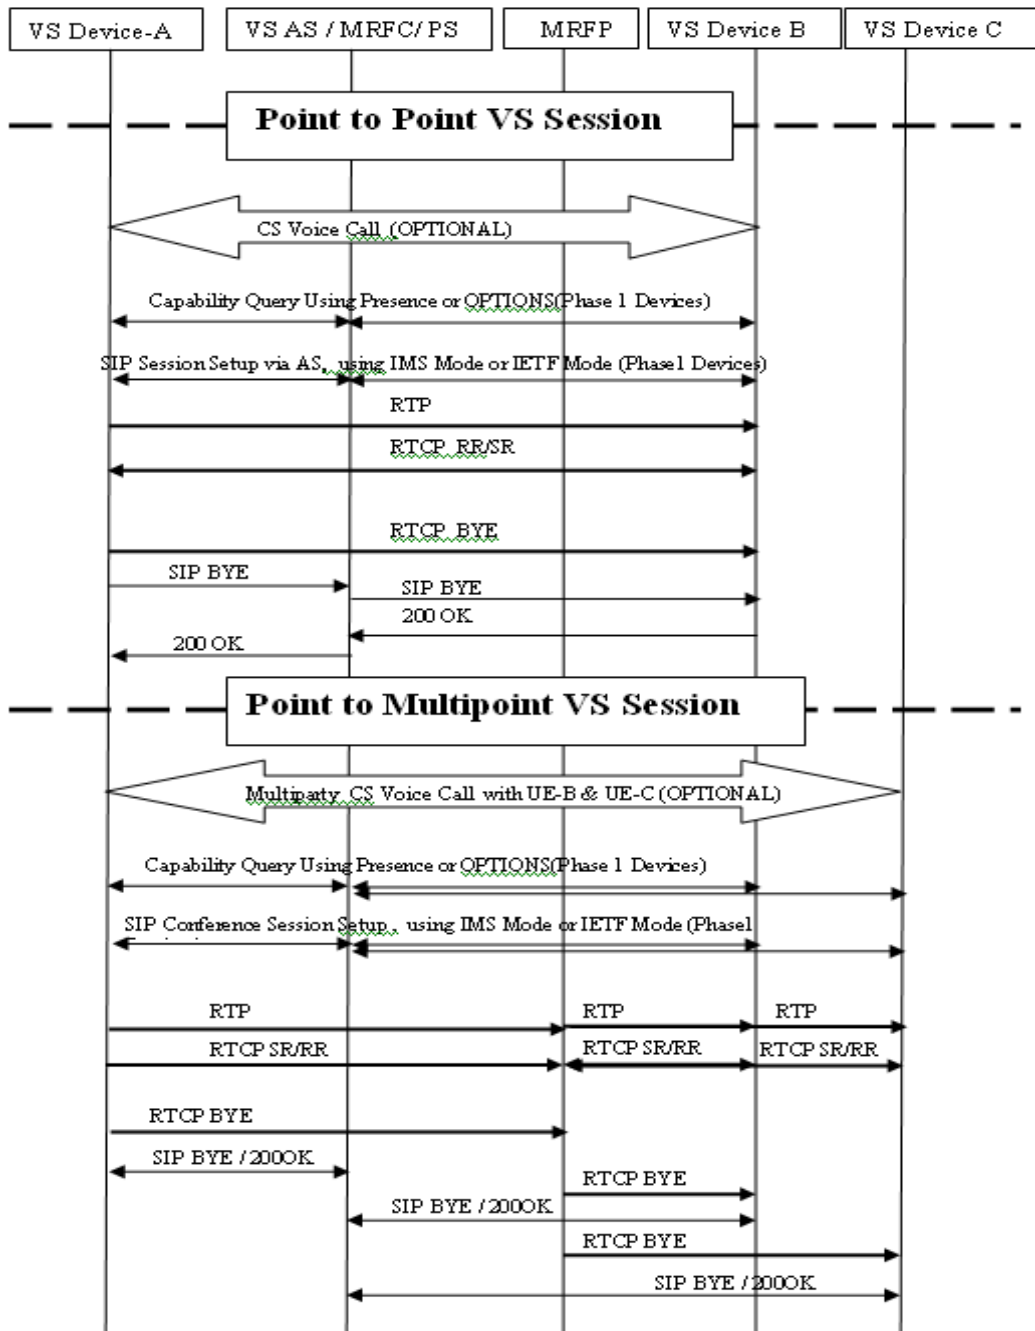 VS Device-A
VS AS / MRFC/ PS
MRFP
VS Device B
VS Device C
Point to Point VS Session
CS Voice Call (OPTIONAL)
Capability Query Using Presence or OPTIONS(Phase 1 Devices)
SIP Session Setup via AS, using IMS Mode or IETF Mode (Phase1 Devices)
RTP
RTCP RR/SR
RTCP BYE
SIP BYE
SIP BYE
200 OK
200 OK
Point to Multipoint VS Session
Multiparty CS Voice Call with UE-B & UE-C (OPTIONAL)
Capability Query Using Presence or OPTIONS(Phase 1 Devices)
SIP Conference Session Setup, using IMS Mode or IETF Mode (Phase1
RTP
RTP
RTP
RTCP SR/RR
RTCP SR/RR
RTCP SR/RR
RTCP BYE
SIP BYE / 200OK
RTCP BYE
SIP BYE / 200OK
RTCP BYE
SIP BYE / 200OK